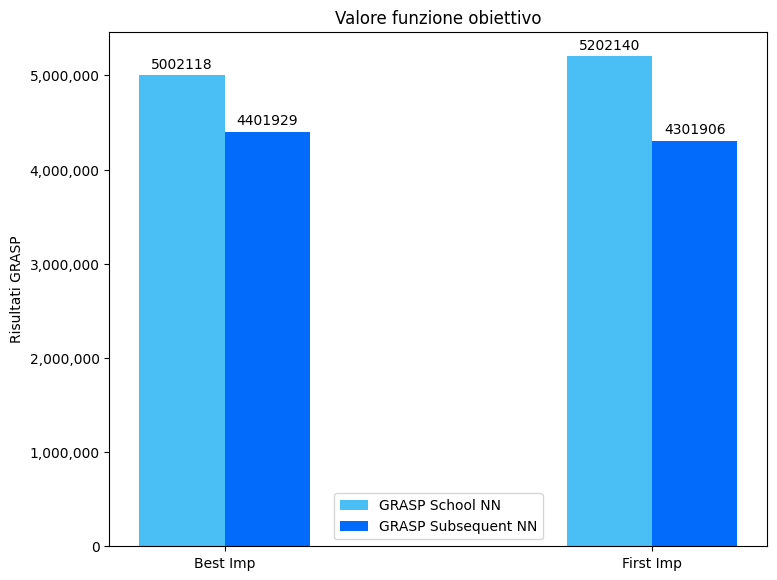 Valore funzione obiettivo
Risultati GRASP
5,000,000
4,000,000
3,000,000
2,000,000
1,000,000
0
5002118
4401929
5202140
4301906
GRASP School NN
GRASP Subsequent NN
Best Imp
First Imp